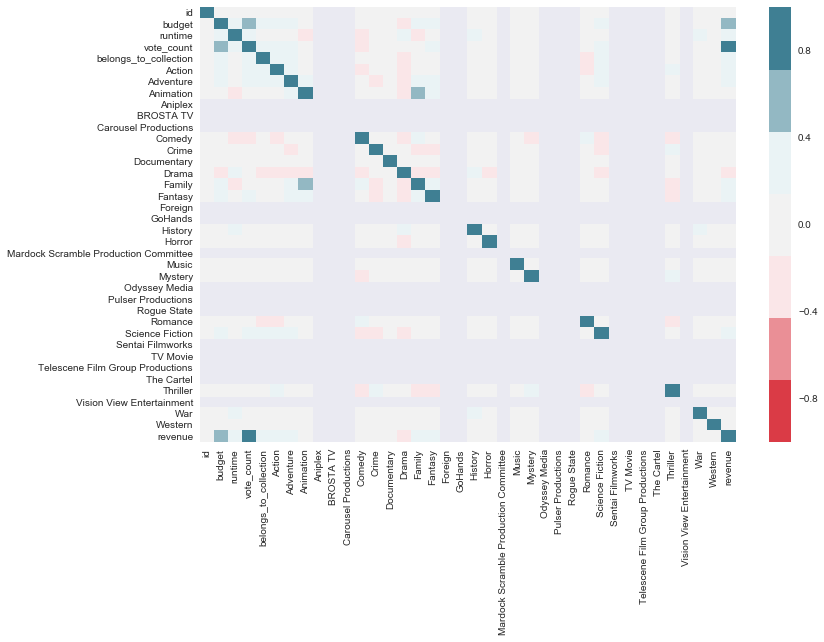 id
budget
runtime
vote_count
belongs_to_collection
Action
Adventure
Animation
Aniplex
BROSTA TV
Carousel Productions
Comedy
Crime
Documentary
Drama
Family
Fantasy
Foreign
GoHands
History
Horror
Mardock Scramble Production Committee
Music
Mystery
Odyssey Media
Pulser Productions
Rogue State
Romance
Science Fiction
Sentai Filmworks
TV Movie
Telescene Film Group Productions
The Cartel
Thriller
Vision View Entertainment
War
Western
revenue
id
budget
runtime
vote_count
belongs_to_collection
Action
Adventure
Animation
Aniplex
BROSTA TV
Carousel Productions
Comedy
Crime
Documentary
Drama
Family
Fantasy
Foreign
GoHands
History
Horror
Mardock Scramble Production Committee
Music
Mystery
Odyssey Media
Pulser Productions
Rogue State
Romance
Science Fiction
Sentai Filmworks
TV Movie
Telescene Film Group Productions
The Cartel
Thriller
Vision View Entertainment
War
Western
revenue
0.8
0.4
0.0
−0.4
−0.8